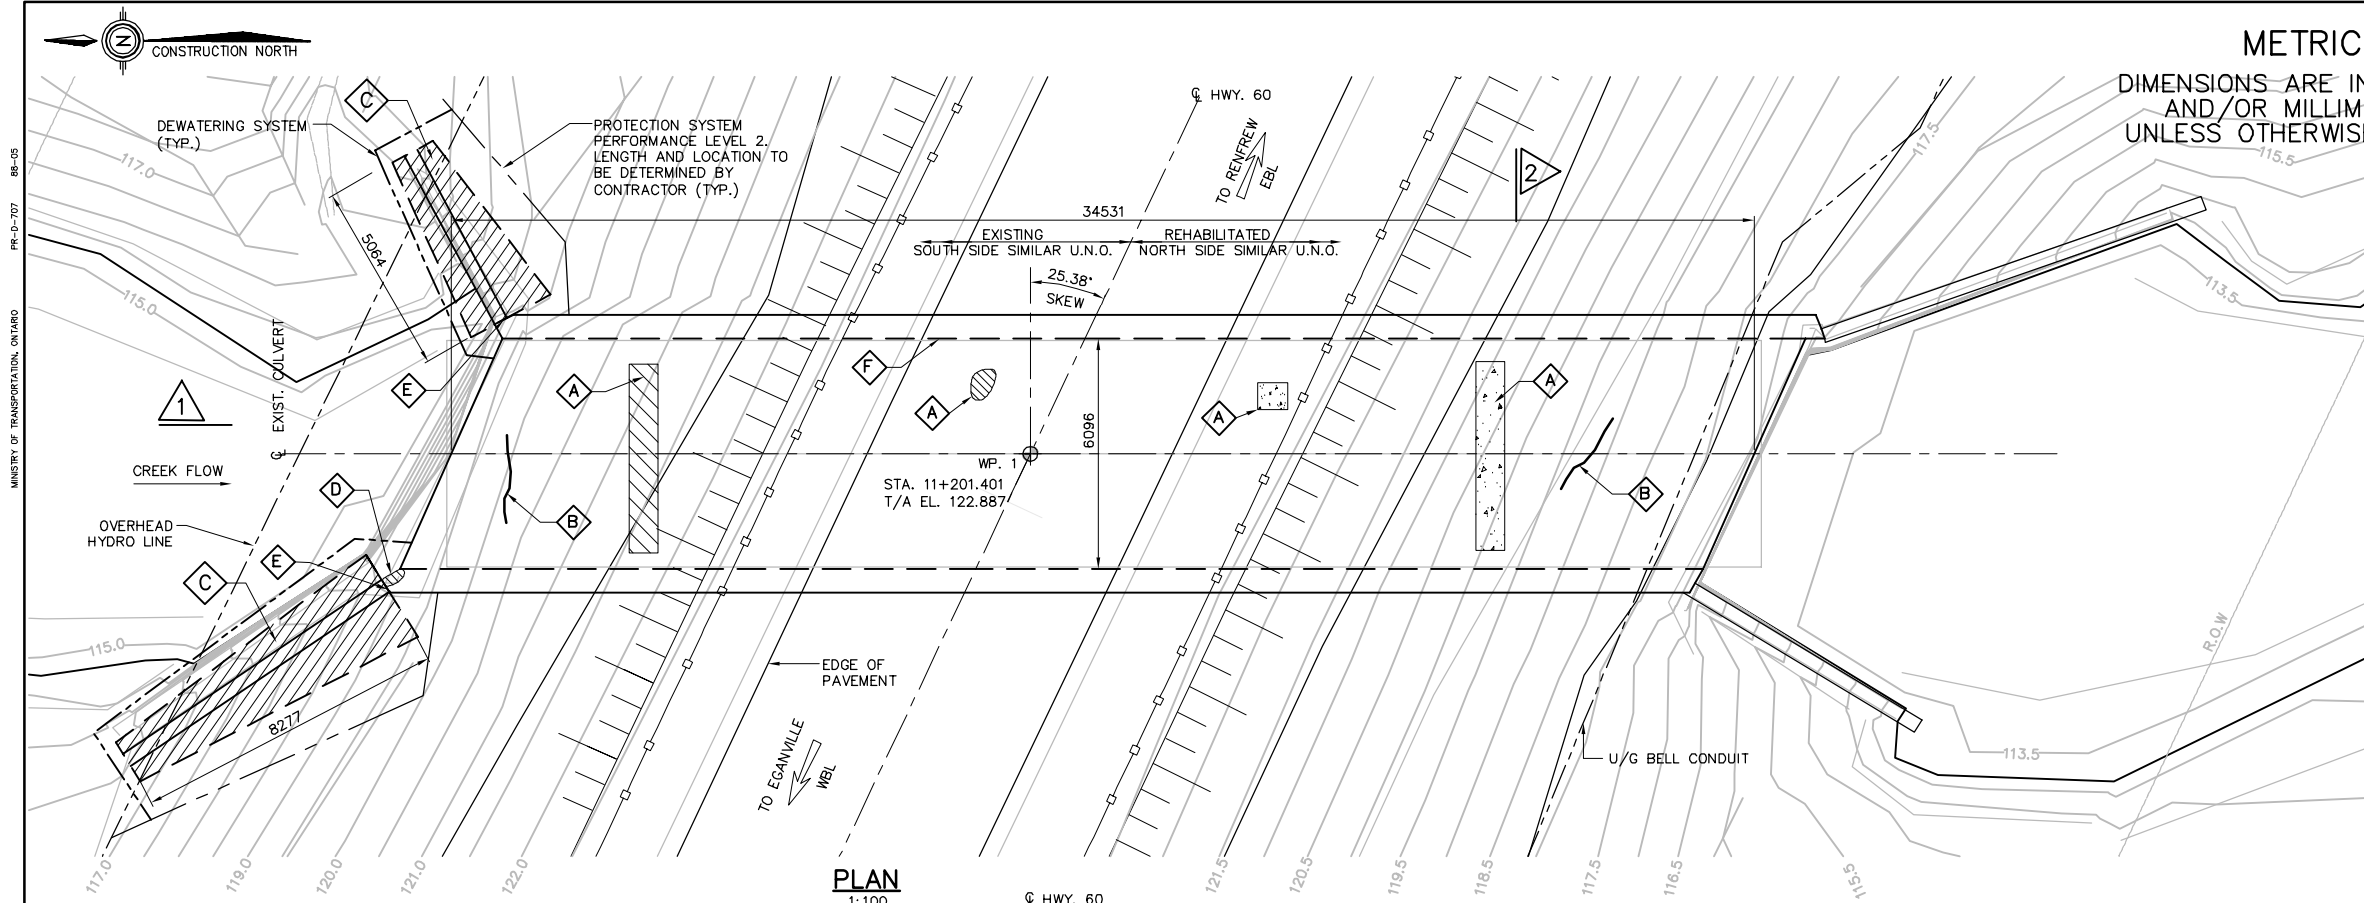 CONSTRUCTION NORTH
N
METRIC
DIMENSIONS ARE IN
AND/OR MILLIM
UNLESS OTHERWIS
MINISTRY OF TRANSPORTATION, ONTARIO
PR-D-707
88-05
DEWATERING SYSTEM
(TYP.)
C
PROTECTION SYSTEM
PERFORMANCE LEVEL 2.
LENGTH AND LOCATION TO
BE DETERMINED BY
CONTRACTOR (TYP.)
℄ HWY. 60
TO RENFREW
EBL
2
117.5
115.5
117.0
34531
EXISTING
SOUTH SIDE SIMILAR U.N.O.
REHABILITATED
NORTH SIDE SIMILAR U.N.O.
25.38°
SKEW
5064
115.0
113.5
℄ EXIST. CULVERT
1
E
A
F
A
A
A
6096
CREEK FLOW
WP. 1
STA. 11+201.401
T/A EL. 122.887
D
B
B
OVERHEAD
HYDRO LINE
E
C
115.0
8277
EDGE OF
PAVEMENT
TO EGANVILLE
WBL
U/G BELL CONDUIT
R.O.W
113.5
117.0
119.0
120.0
121.0
122.0
121.5
120.5
119.5
118.5
117.5
116.5
115.5
PLAN
1:100
℄ HWY. 60